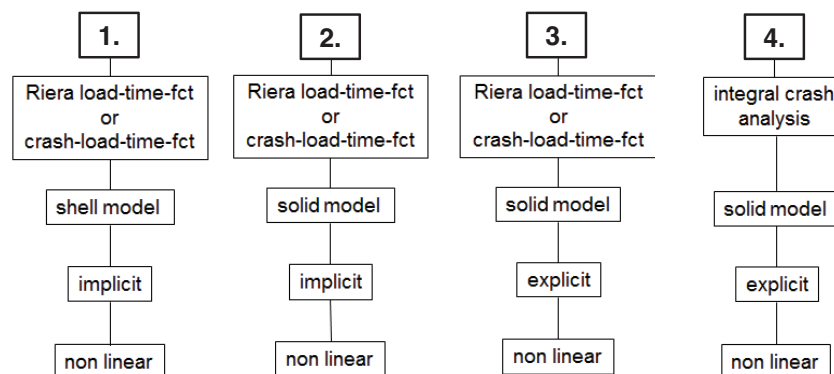 1.
Riera load-time-fct
or
crash-load-time-fct
shell model
implicit
non linear
2.
Riera load-time-fct
or
crash-load-time-fct
solid model
implicit
non linear
3.
Riera load-time-fct
or
crash-load-time-fct
solid model
explicit
non linear
4.
integral crash
analysis
solid model
explicit
non linear